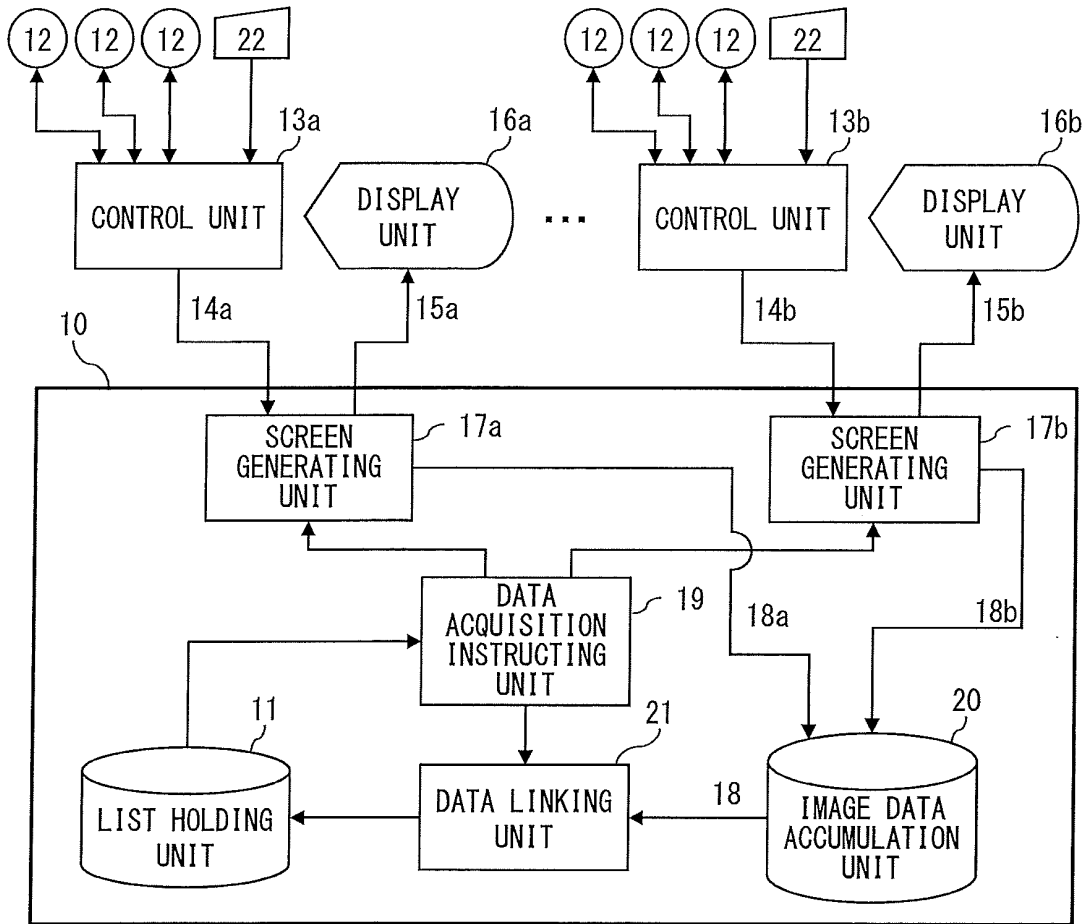 12 12 12 22
12 12 12 22
13a
16a
13b
16b
CONTROL UNIT
DISPLAY
UNIT
...
CONTROL UNIT
DISPLAY
UNIT
14a
15a
14b
15b
10
SCREEN
GENERATING
UNIT
17a
SCREEN
GENERATING
UNIT
17b
DATA
ACQUISITION
INSTRUCTING
UNIT
19
18a
18b
11
21
20
LIST HOLDING
UNIT
DATA LINKING
UNIT
18
IMAGE DATA
ACCUMULATION
UNIT